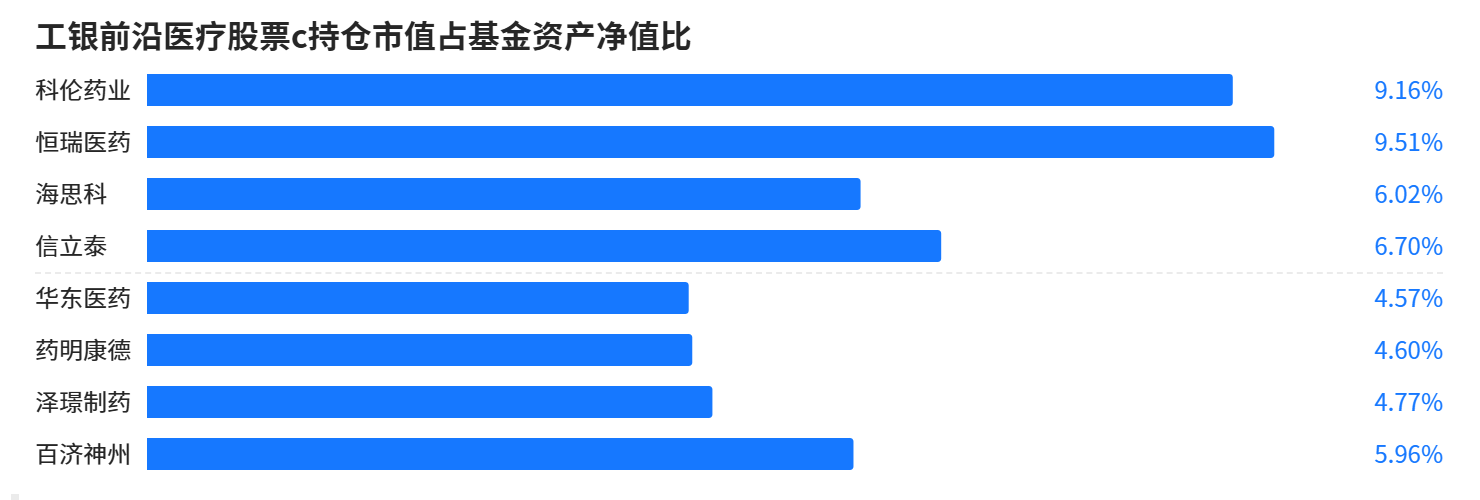 工银前沿医疗股票c持仓市值占基金资产净值比
科伦药业 9.16%
恒瑞医药 9.51%
海思科 6.02%
信立泰 6.70%
华东医药 4.57%
药明康德 4.60%
泽璟制药 4.77%
百济神州 5.96%